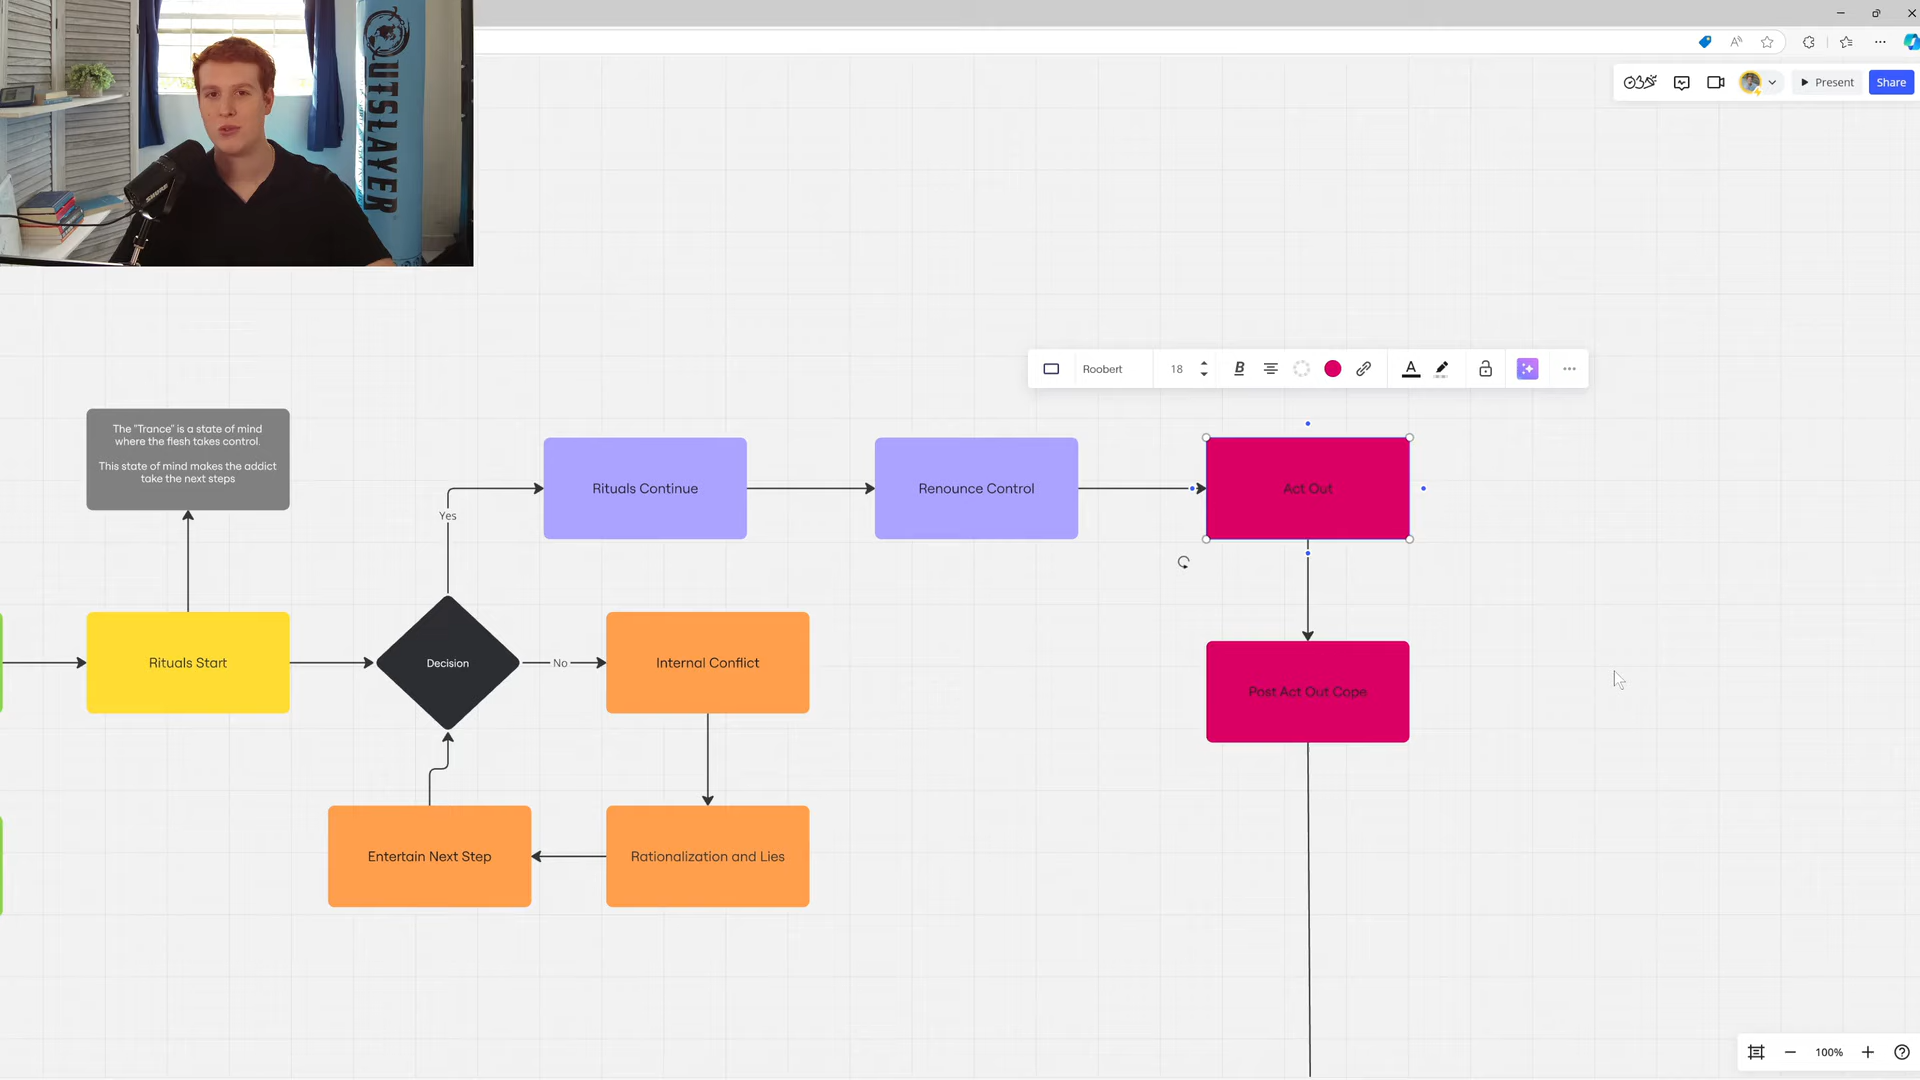 UTSLAYER
Present
Share
Roobert
18
B
A
The "Trance" is a state of mind
where the flesh takes control.
This state of mind makes the addict
take the next steps
Yes
Rituals Continue
Renounce Control
Act Out
Rituals Start
Decision
No
Internal Conflict
Post Act Out Cope
Entertain Next Step
Rationalization and Lies
100%